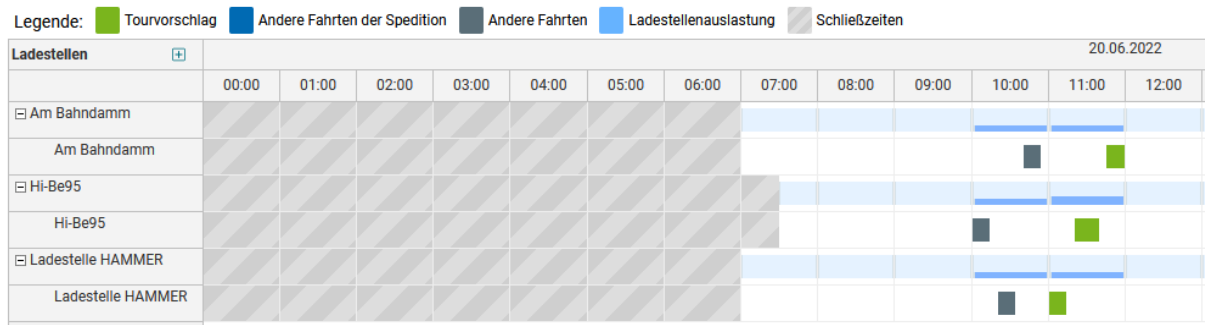 Legende: Tourvorschlag Andere Fahrten der Spedition Andere Fahrten Ladestellenauslastung Schließzeiten
Ladestellen 20.06.2022
00:00 01:00 02:00 03:00 04:00 05:00 06:00 07:00 08:00 09:00 10:00 11:00 12:00
Am Bahndamm
Am Bahndamm
Hi-Be95
Hi-Be95
Ladestelle HAMMER
Ladestelle HAMMER